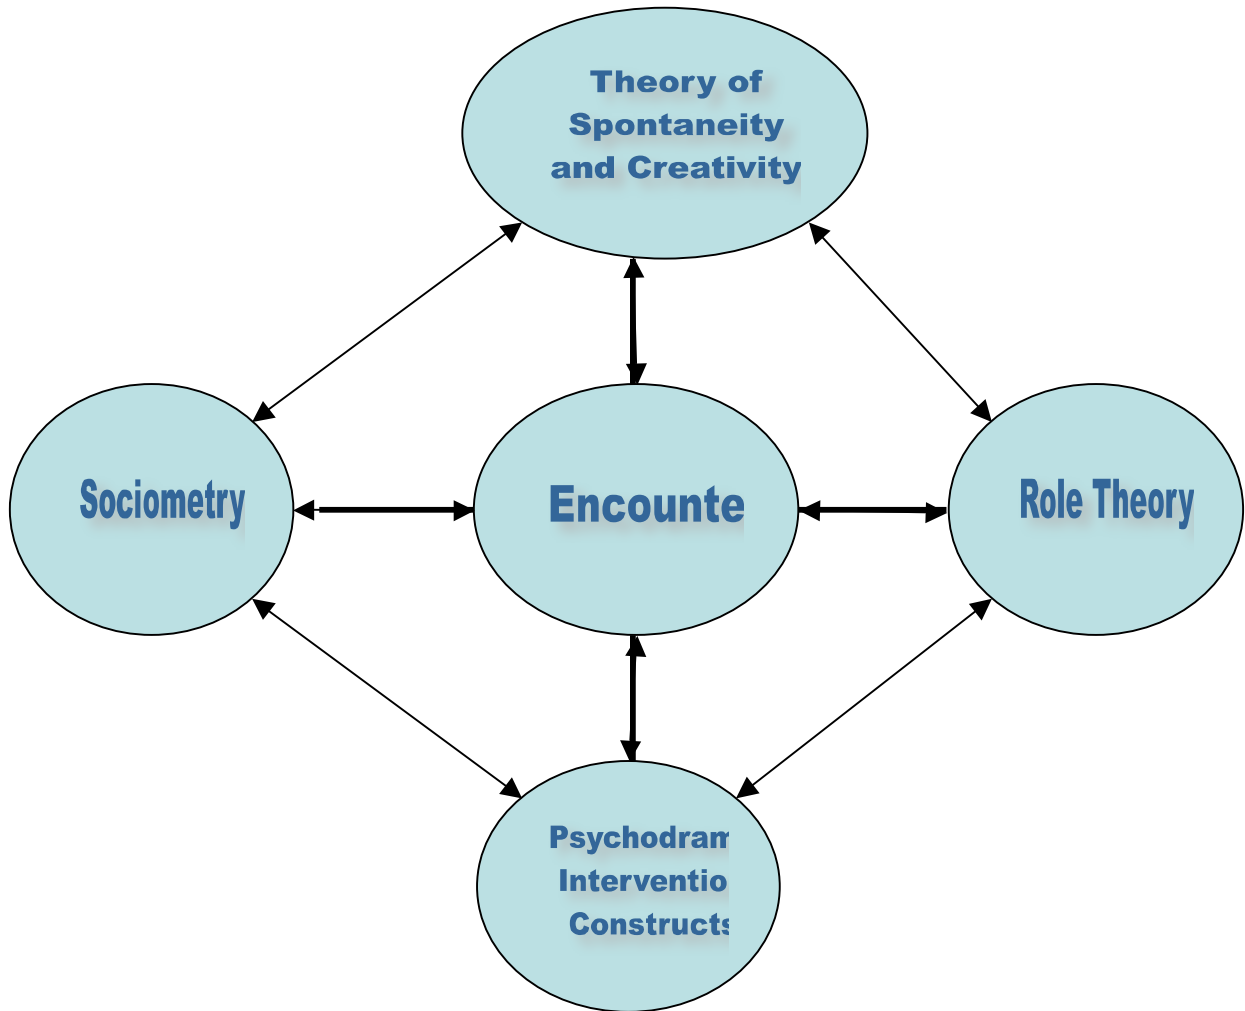 Theory of
Spontaneity
and Creativity
Sociometry
Encounte
Role Theory
Psychodram
Interventio
Constructs